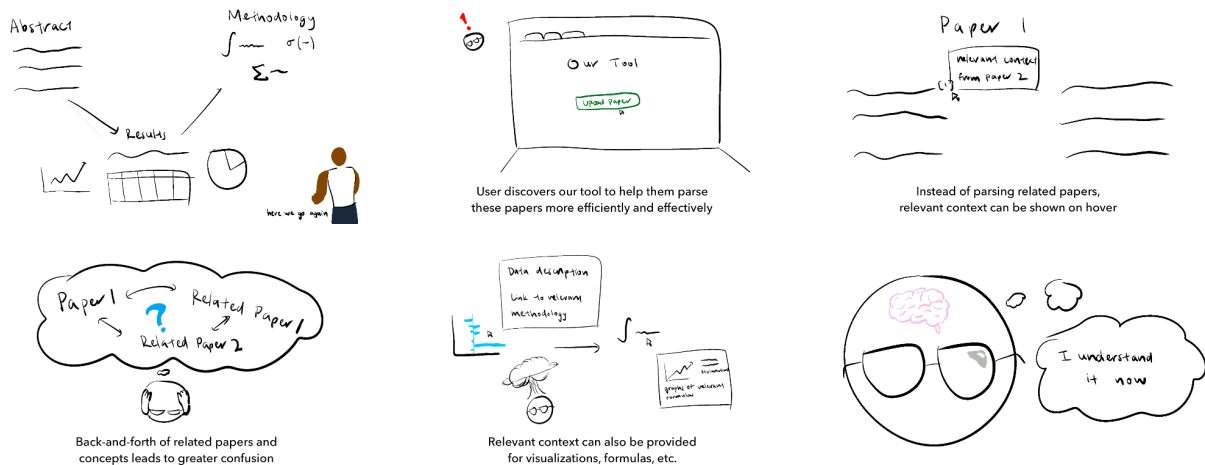 Abstract
Methodology
∫ σ(-)
Σ~
Results
here we go again
!
Our Tool
Upload Paper
User discovers our tool to help them parse
these papers more efficiently and effectively
Paper 1
relevant context
from paper 2
[1]
Instead of parsing related papers,
relevant context can be shown on hover
Paper 1
Related Paper 1
?
Related Paper 2
Back-and-forth of related papers and
concepts leads to greater confusion
Data description
Link to relevant
methodology
∫
explanations
graphs of relevant
formulas
Relevant context can also be provided
for visualizations, formulas, etc.
I understand
it now